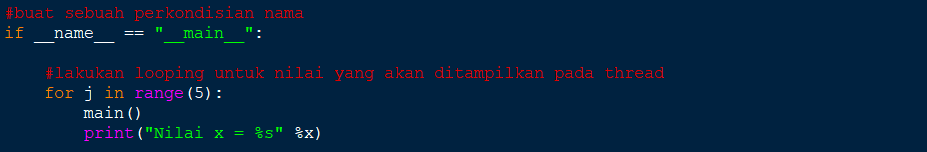 #buat sebuah perkondisian nama
if __name__ == "__main__":
#lakukan looping untuk nilai yang akan ditampilkan pada thread
for j in range(5):
main()
print("Nilai x = %s" %x)